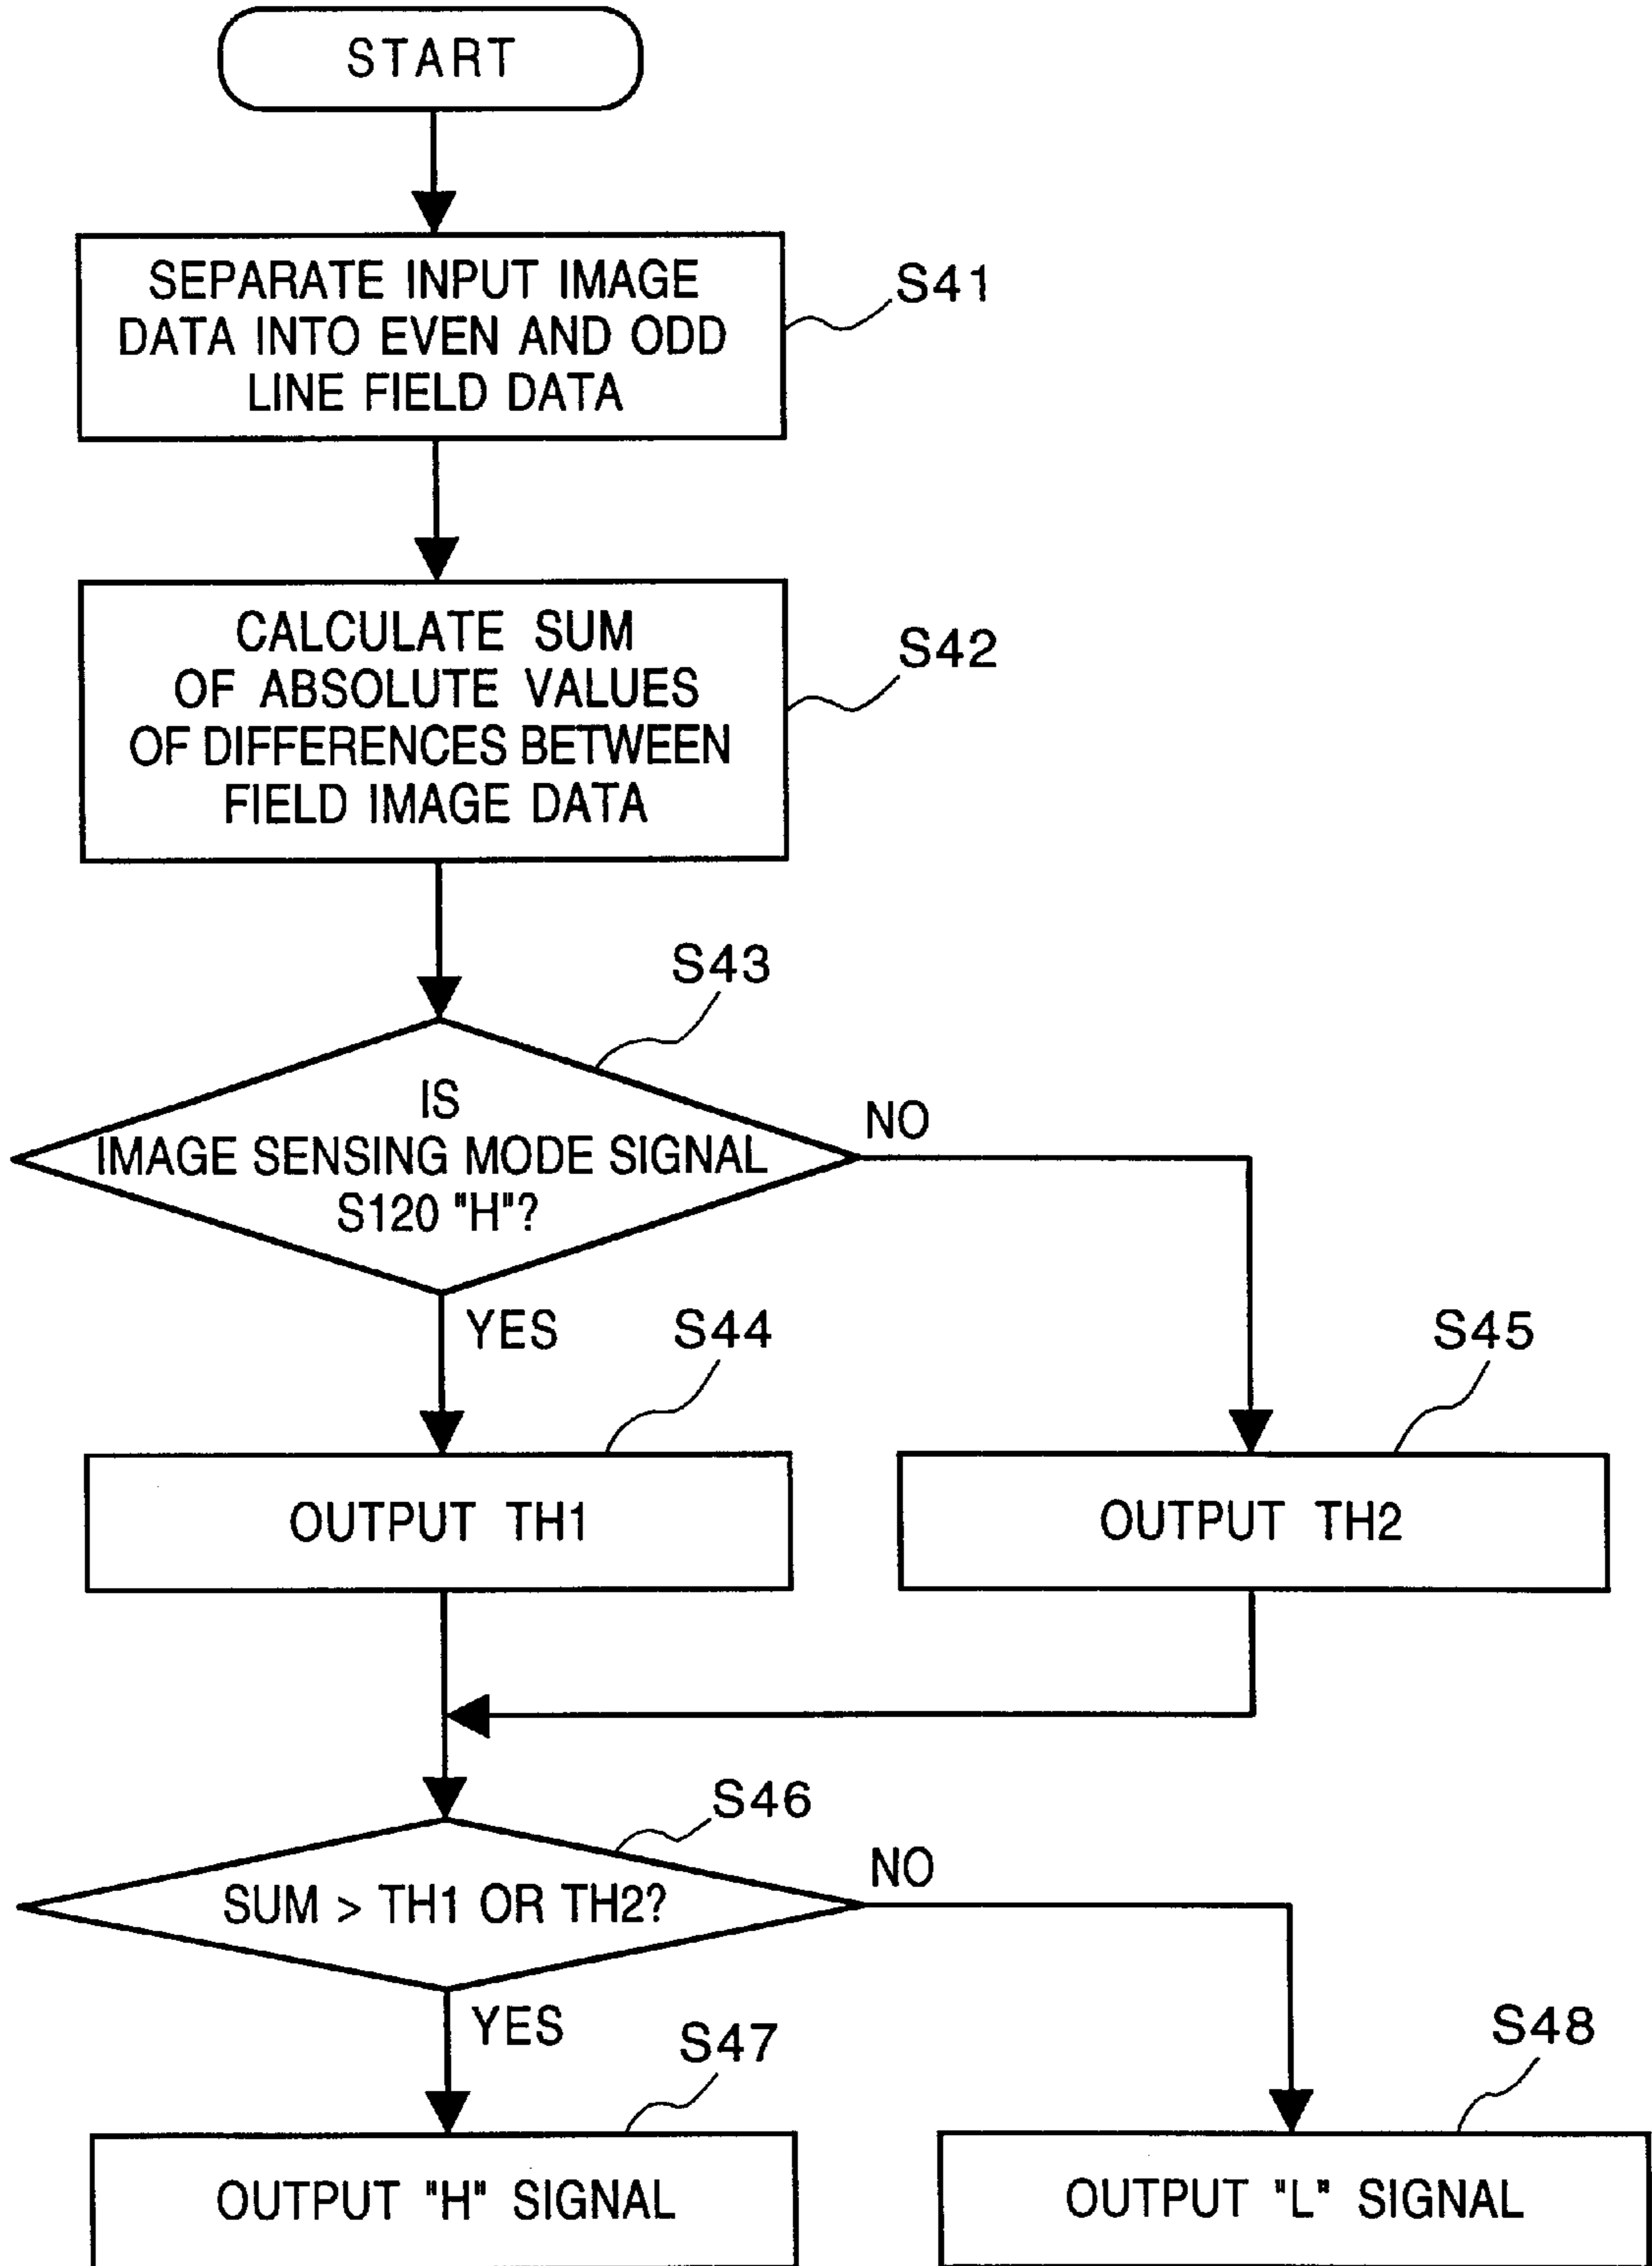 START
SEPARATE INPUT IMAGE
DATA INTO EVEN AND ODD
LINE FIELD DATA
S41
CALCULATE SUM
OF ABSOLUTE VALUES
OF DIFFERENCES BETWEEN
FIELD IMAGE DATA
S42
S43
IS
IMAGE SENSING MODE SIGNAL
S120 "H"?
NO
YES
S44
S45
OUTPUT TH1
OUTPUT TH2
S46
SUM > TH1 OR TH2?
NO
YES
S47
S48
OUTPUT "H" SIGNAL
OUTPUT "L" SIGNAL